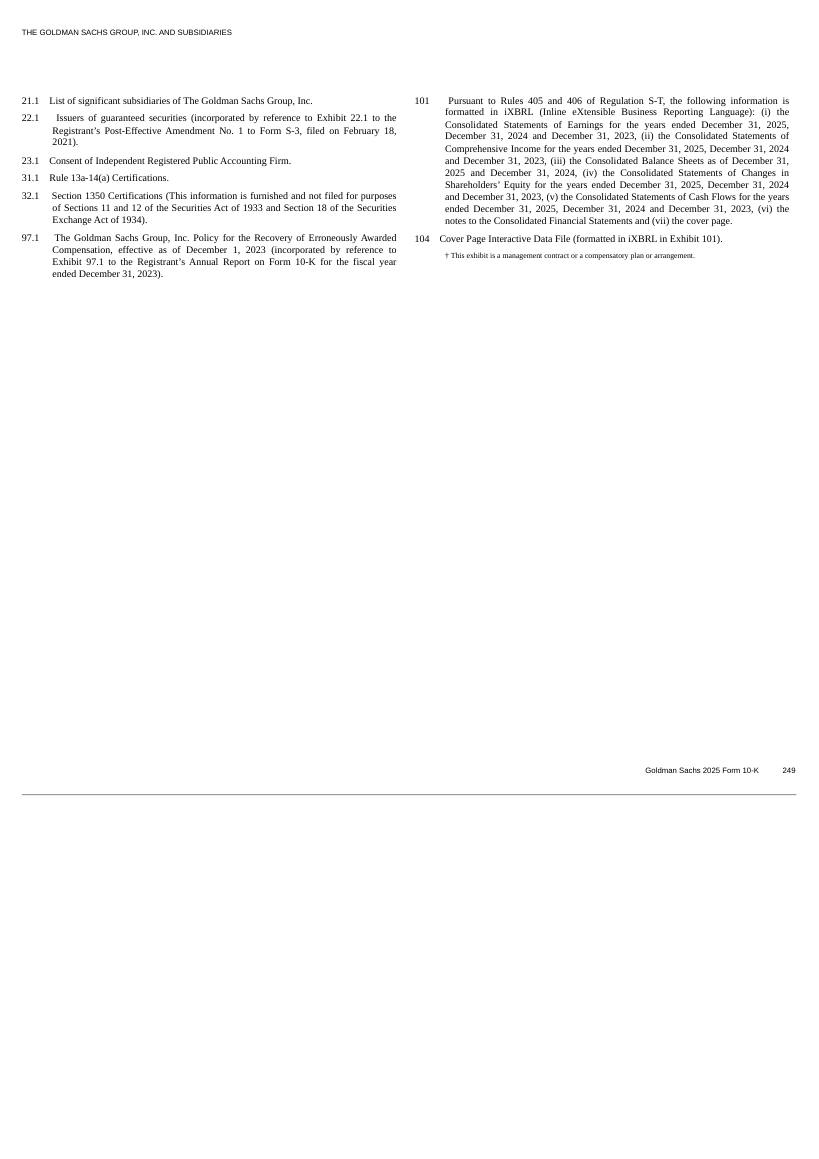 THE GOLDMAN SACHS GROUP, INC. AND SUBSIDIARIES
21.1 List of significant subsidiaries of The Goldman Sachs Group, Inc.
22.1 Issuers of guaranteed securities (incorporated by reference to Exhibit 22.1 to the
Registrant’s Post-Effective Amendment No. 1 to Form S-3, filed on February 18,
2021).
23.1 Consent of Independent Registered Public Accounting Firm.
31.1 Rule 13a-14(a) Certifications.
32.1 Section 1350 Certifications (This information is furnished and not filed for purposes
of Sections 11 and 12 of the Securities Act of 1933 and Section 18 of the Securities
Exchange Act of 1934).
97.1 The Goldman Sachs Group, Inc. Policy for the Recovery of Erroneously Awarded
Compensation, effective as of December 1, 2023 (incorporated by reference to
Exhibit 97.1 to the Registrant’s Annual Report on Form 10-K for the fiscal year
ended December 31, 2023).
101 Pursuant to Rules 405 and 406 of Regulation S-T, the following information is
formatted in iXBRL (Inline eXtensible Business Reporting Language): (i) the
Consolidated Statements of Earnings for the years ended December 31, 2025,
December 31, 2024 and December 31, 2023, (ii) the Consolidated Statements of
Comprehensive Income for the years ended December 31, 2025, December 31, 2024
and December 31, 2023, (iii) the Consolidated Balance Sheets as of December 31,
2025 and December 31, 2024, (iv) the Consolidated Statements of Changes in
Shareholders’ Equity for the years ended December 31, 2025, December 31, 2024
and December 31, 2023, (v) the Consolidated Statements of Cash Flows for the years
ended December 31, 2025, December 31, 2024 and December 31, 2023, (vi) the
notes to the Consolidated Financial Statements and (vii) the cover page.
104 Cover Page Interactive Data File (formatted in iXBRL in Exhibit 101).
† This exhibit is a management contract or a compensatory plan or arrangement.
Goldman Sachs 2025 Form 10-K 249